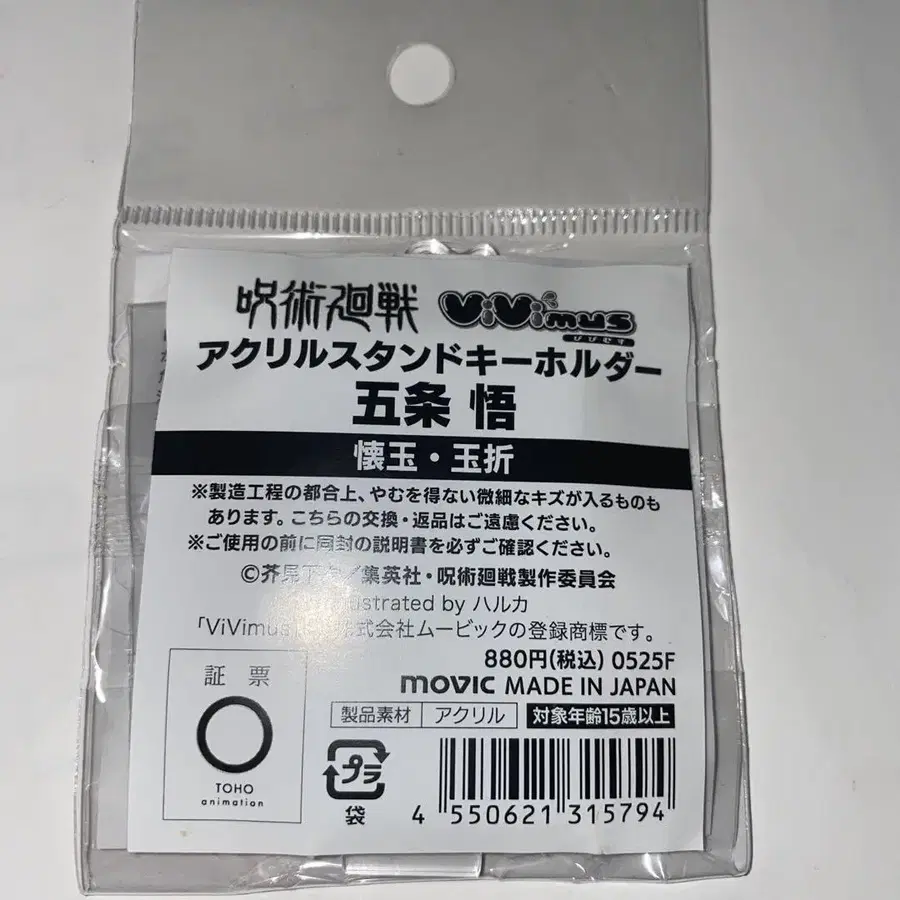 呪術廻戦 ViVimus
びびむす
アクリルスタンドキーホルダー
五条 悟
懐玉・玉折
※製造工程の都合上、やむを得ない微細なキズが入るものも
あります。こちらの交換・返品はご遠慮ください。
※ご使用の前に同封の説明書を必ずご確認ください。
©芥見下々／集英社・呪術廻戦製作委員会
by ハルカ
「ViVimus 式会社ムービックの登録商標です。
880円(税込) 0525F
movic MADE IN JAPAN
証票
TOHO
animation
製品素材 アクリル 対象年齢15歳以上
プラ
袋
4 550621 315794